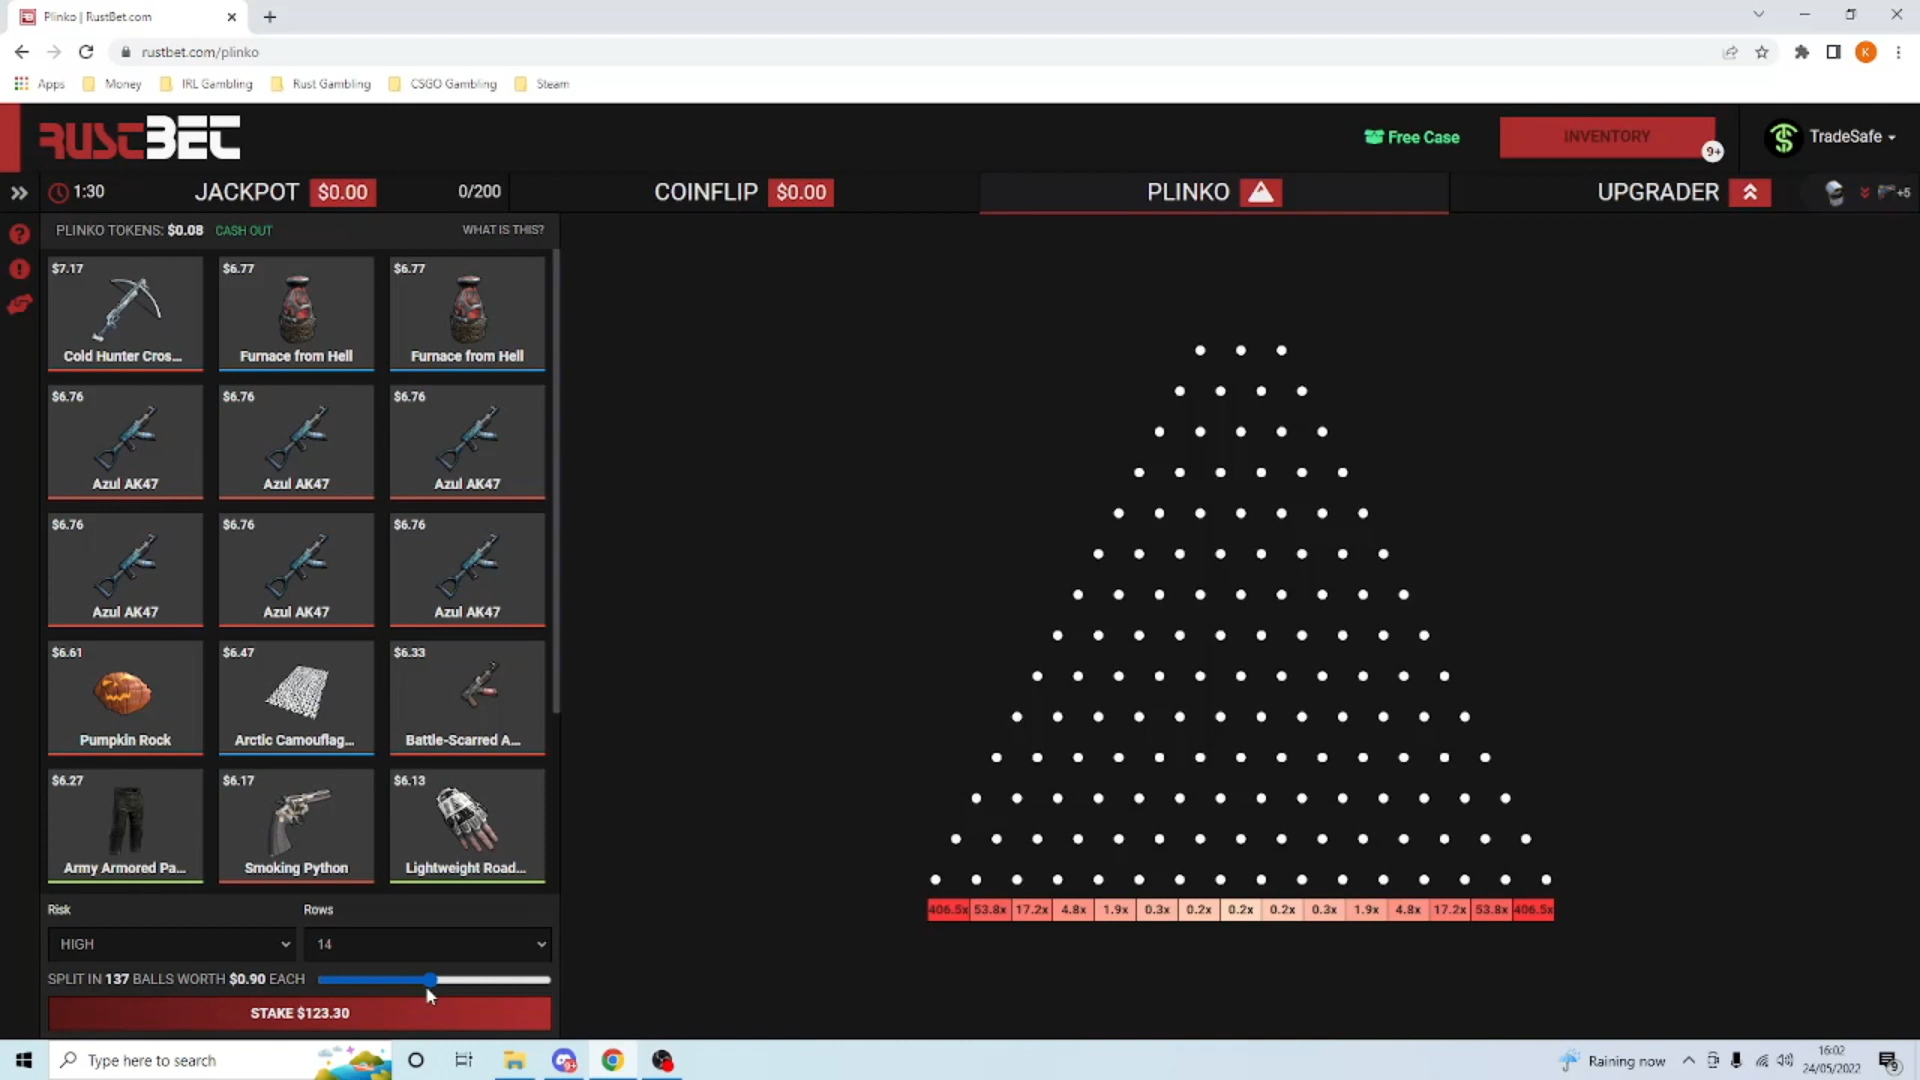 Plinko | RustBet.com
rustbet.com/plinko
K
Apps Money IRL Gambling Rust Gambling CSGO Gambling Steam
RUSTBET
Free Case
INVENTORY
9+
TradeSafe
1:30 JACKPOT $0.00 0/200 COINFLIP $0.00 PLINKO UPGRADER +5
PLINKO TOKENS: $0.08 CASH OUT WHAT IS THIS?
$7.17 $6.77 $6.77
Cold Hunter Cros... Furnace from Hell Furnace from Hell
$6.76 $6.76 $6.76
Azul AK47 Azul AK47 Azul AK47
$6.76 $6.76 $6.76
Azul AK47 Azul AK47 Azul AK47
$6.61 $6.47 $6.33
Pumpkin Rock Arctic Camouflag... Battle-Scarred A...
$6.27 $6.17 $6.13
Army Armored Pa... Smoking Python Lightweight Road...
406.5x 53.8x 17.2x 4.8x 1.9x 0.3x 0.2x 0.2x 0.2x 0.3x 1.9x 4.8x 17.2x 53.8x 406.5x
Risk Rows
HIGH 14
SPLIT IN 137 BALLS WORTH $0.90 EACH
STAKE $123.30
Type here to search
Raining now
16:02
24/05/2022
9